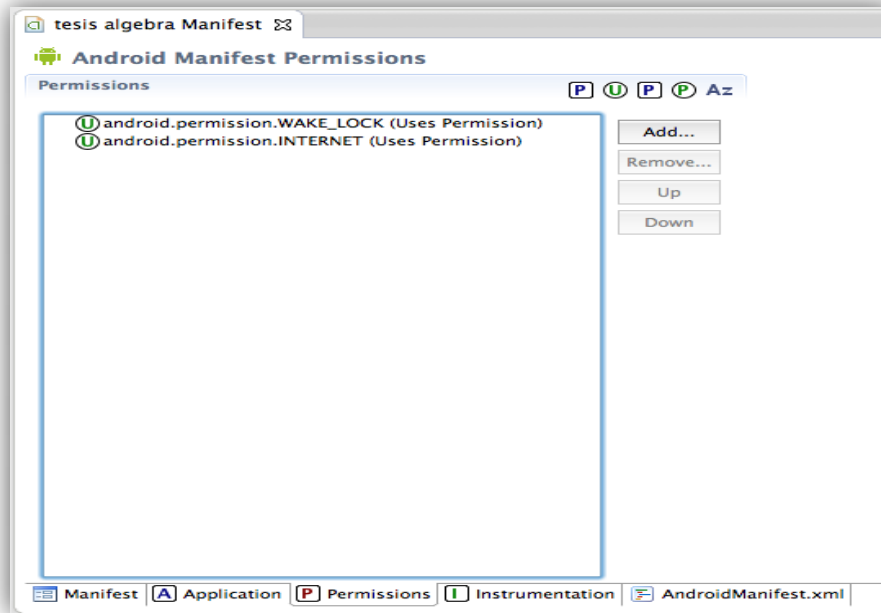 tesis algebra Manifest
Android Manifest Permissions
Permissions
P U P P Az
U android.permission.WAKE_LOCK (Uses Permission)
U android.permission.INTERNET (Uses Permission)
Add...
Remove...
Up
Down
Manifest A Application P Permissions I Instrumentation AndroidManifest.xml